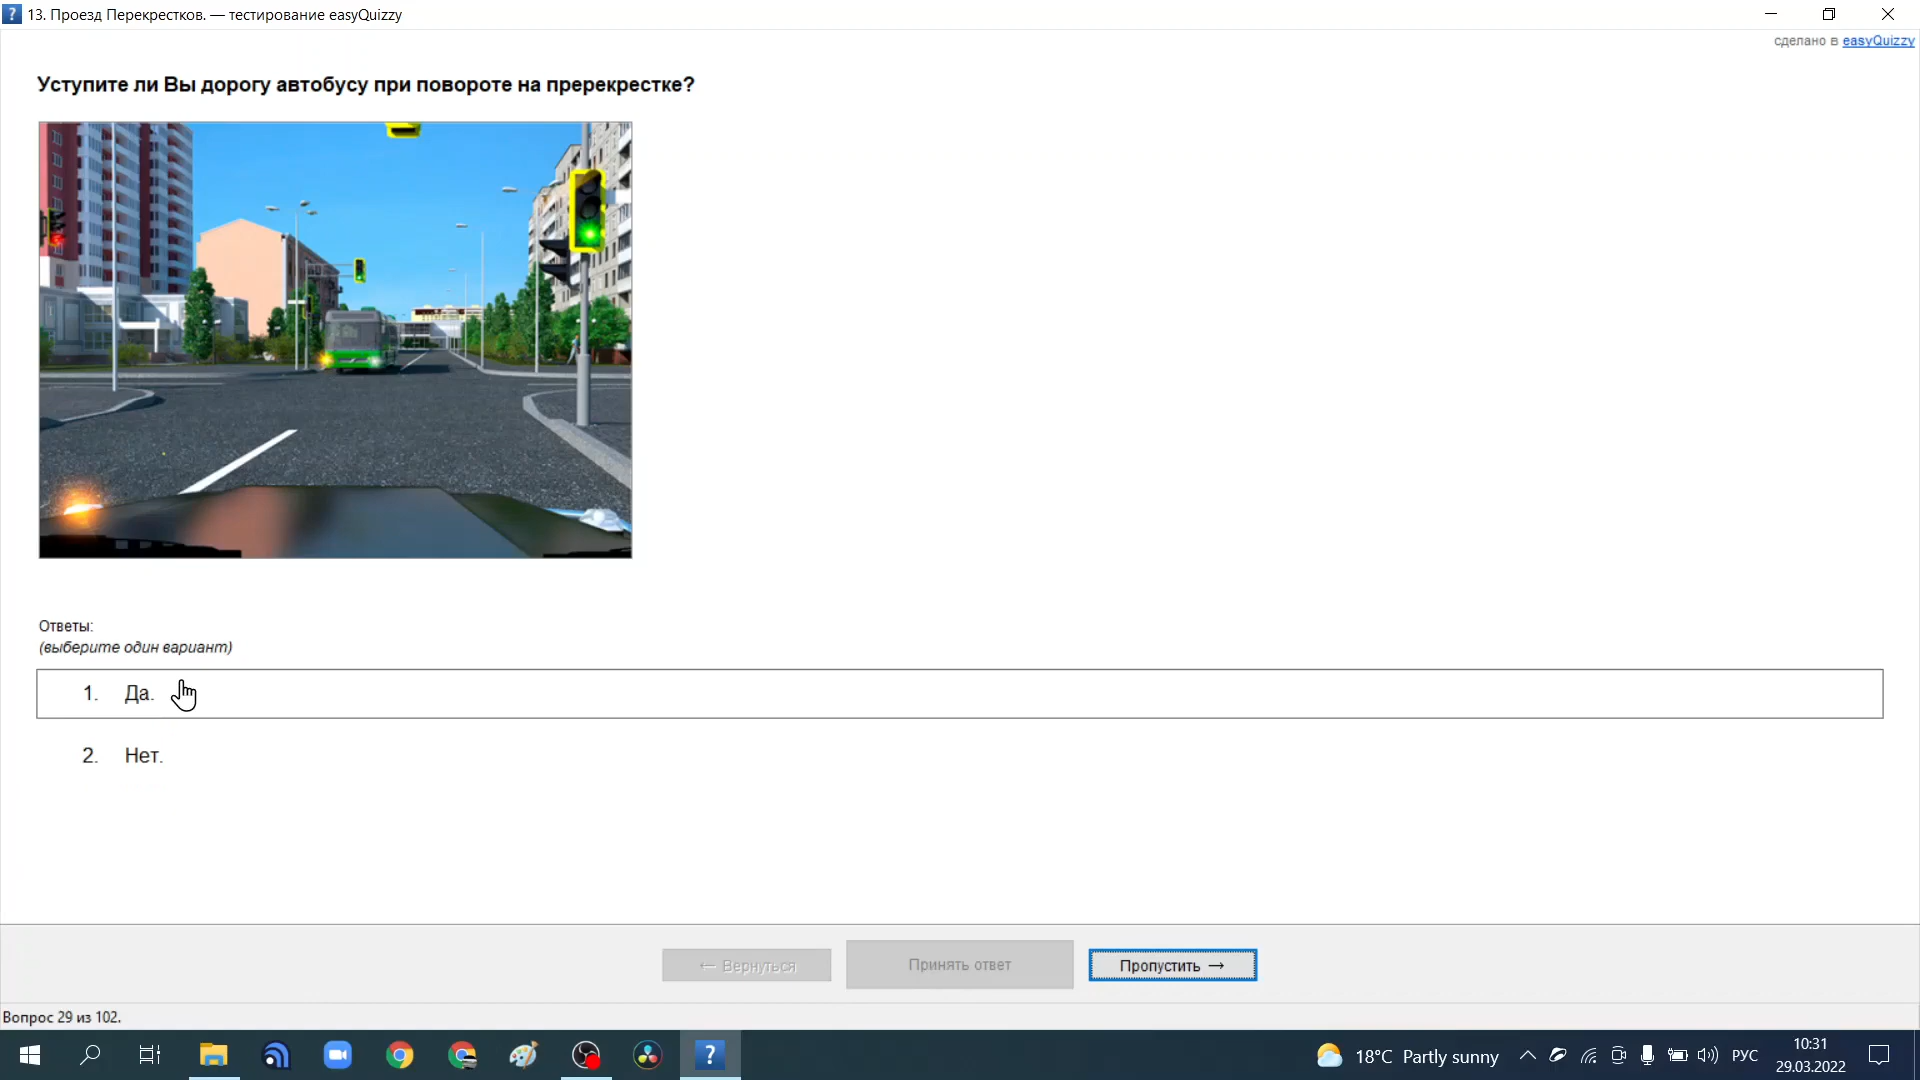 13. Проезд Перекрестков. — тестирование easyQuizzy
сделано в easyQuizzy
Уступите ли Вы дорогу автобусу при повороте на пререкрестке?
Ответы:
(выберите один вариант)
1. Да.
2. Нет.
← Вернуться
Принять ответ
Пропустить →
Вопрос 29 из 102.
18°C Partly sunny
РУС
10:31
29.03.2022